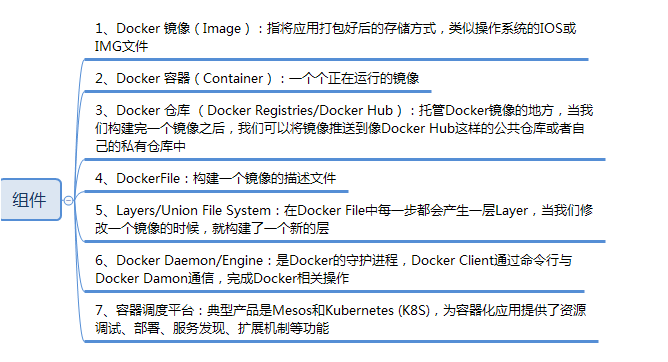 组件
1、Docker 镜像（Image）：指将应用打包好后的存储方式，类似操作系统的IOS或
IMG文件
2、Docker 容器（Container）：一个个正在运行的镜像
3、Docker 仓库 （Docker Registries/Docker Hub）：托管Docker镜像的地方，当我
们构建完一个镜像之后，我们可以将镜像推送到像Docker Hub这样的公共仓库或者自
己的私有仓库中
4、DockerFile：构建一个镜像的描述文件
5、Layers/Union File System：在Docker File中每一步都会产生一层Layer，当我们修
改一个镜像的时候，就构建了一个新的层
6、Docker Daemon/Engine：是Docker的守护进程，Docker Client通过命令行与
Docker Damon通信，完成Docker相关操作
7、容器调度平台：典型产品是Mesos和Kubernetes (K8S)，为容器化应用提供了资源
调试、部署、服务发现、扩展机制等功能